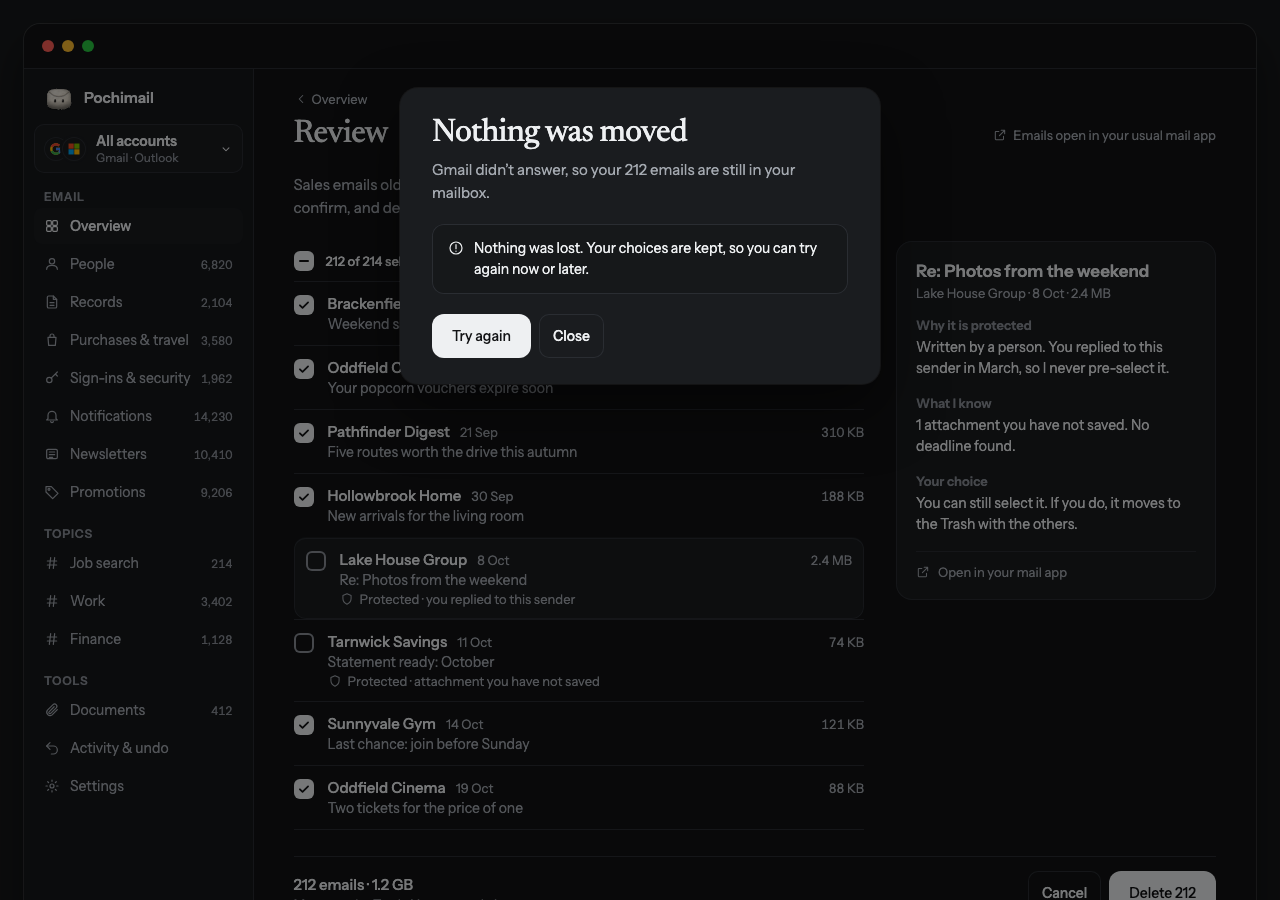 Pochimail
All accounts
Gmail · Outlook
EMAIL
Overview
People 6,820
Records 2,104
Purchases & travel 3,580
Sign-ins & security 1,962
Notifications 14,230
Newsletters 10,410
Promotions 9,206
TOPICS
Job search 214
Work 3,402
Finance 1,128
TOOLS
Documents 412
Activity & undo
Settings
Overview
Review
Emails open in your usual mail app
Sales emails
confirm, and
212 of 214
Weekend
Your popcorn vouchers expire soon
Pathfinder Digest 21 Sep 310 KB
Five routes worth the drive this autumn
Hollowbrook Home 30 Sep 188 KB
New arrivals for the living room
Lake House Group 8 Oct 2.4 MB
Re: Photos from the weekend
Protected · you replied to this sender
Tarnwick Savings 11 Oct 74 KB
Statement ready: October
Protected · attachment you have not saved
Sunnyvale Gym 14 Oct 121 KB
Last chance: join before Sunday
Oddfield Cinema 19 Oct 88 KB
Two tickets for the price of one
212 emails · 1.2 GB
Cancel
Delete 212
Nothing was moved
Gmail didn’t answer, so your 212 emails are still in your
mailbox.
Nothing was lost. Your choices are kept, so you can try
again now or later.
Try again
Close
Re: Photos from the weekend
Lake House Group · 8 Oct · 2.4 MB
Why it is protected
Written by a person. You replied to this
sender in March, so I never pre-select it.
What I know
1 attachment you have not saved. No
deadline found.
Your choice
You can still select it. If you do, it moves to
the Trash with the others.
Open in your mail app